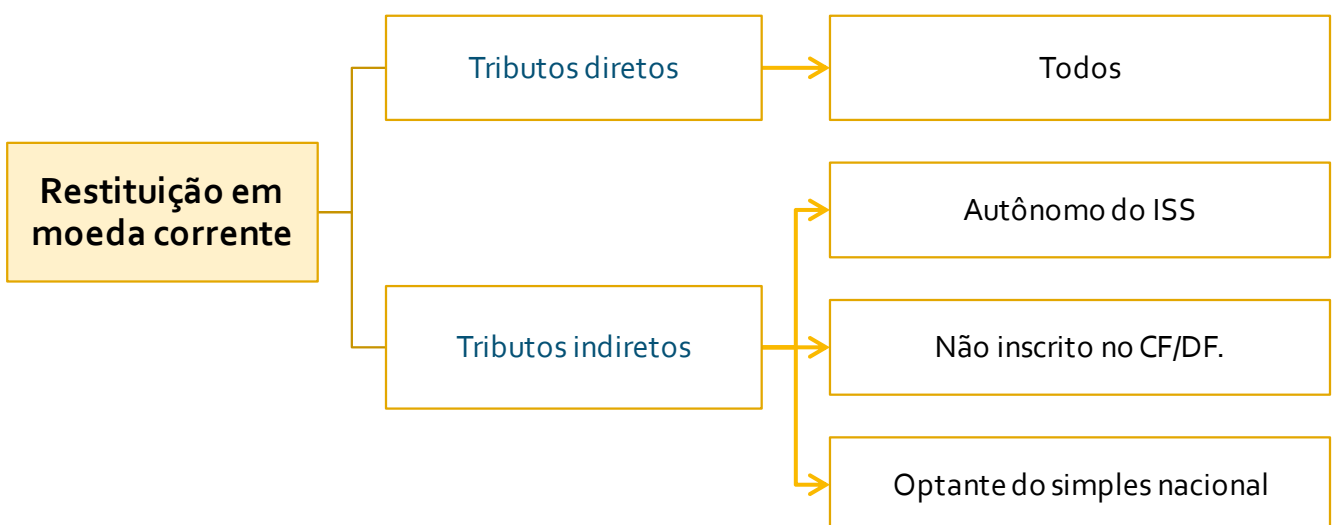 Tributos diretos
Todos
Restituição em
moeda corrente
Autônomo do ISS
Tributos indiretos
Não inscrito no CF/DF.
Optante do simples nacional